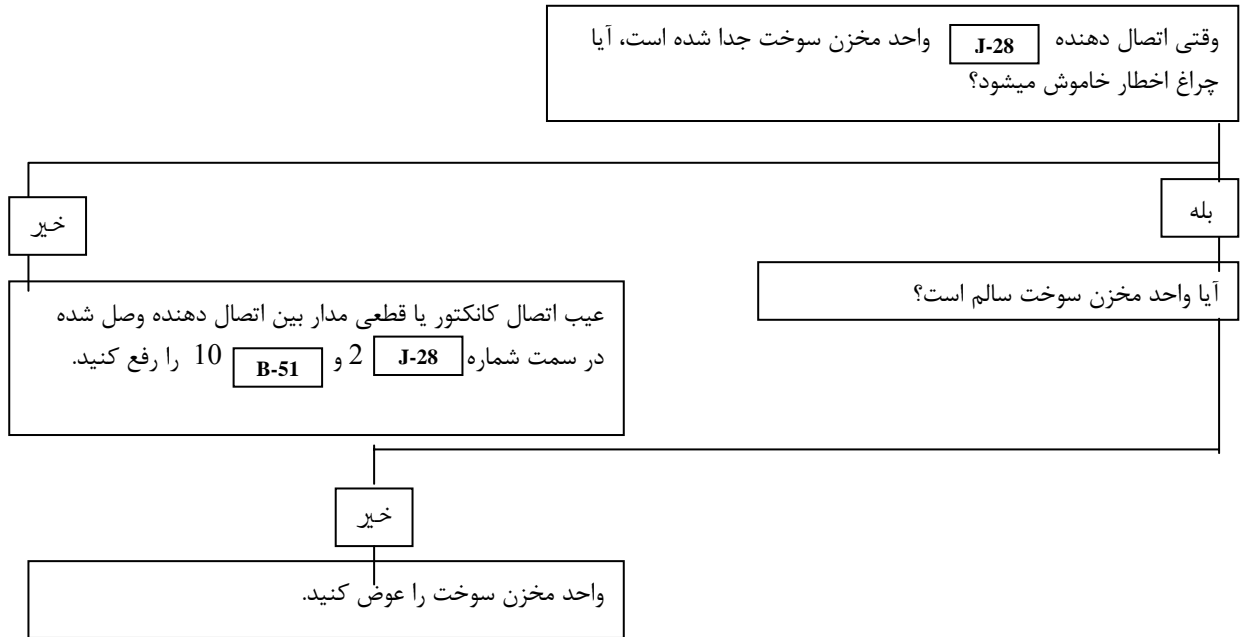 وقتی اتصال دهنده J-28 واحد مخزن سوخت جدا شده است، آیا
چراغ اخطار خاموش میشود؟
بله
خیر
آیا واحد مخزن سوخت سالم است؟
عیب اتصال کانکتور یا قطعی مدار بین اتصال دهنده وصل شده
در سمت شماره J-28 2 و B-51 10 را رفع کنید.
خیر
واحد مخزن سوخت را عوض کنید.